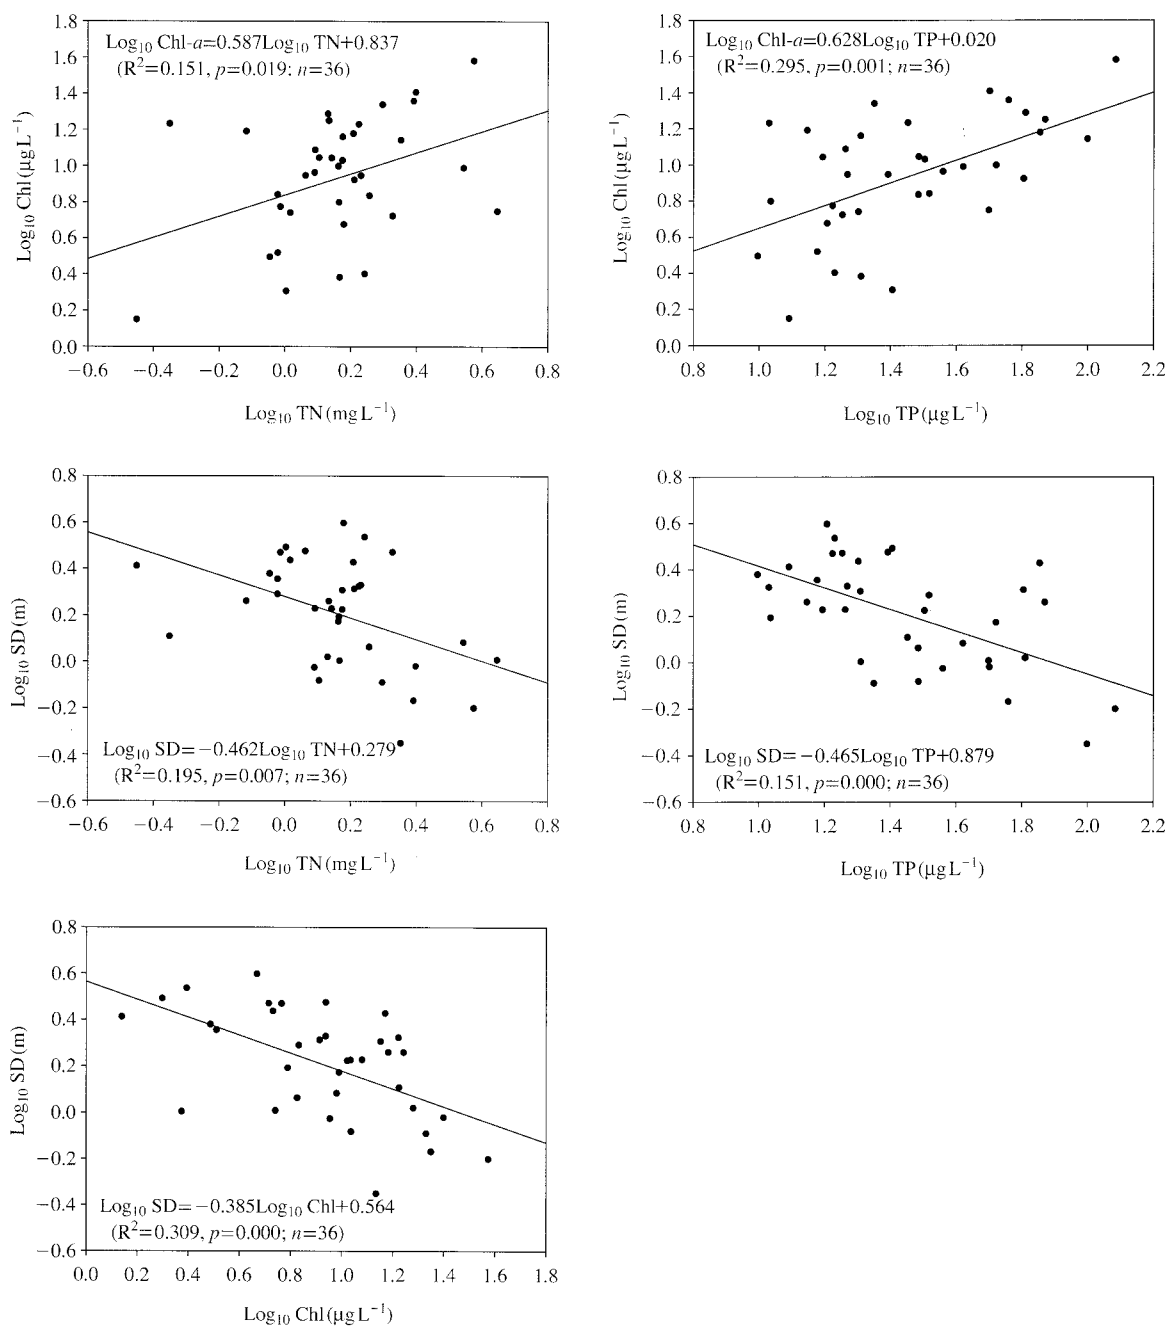 Log10 Chl-a=0.587Log10 TN+0.837
(R²=0.151, p=0.019; n=36)
1.8
1.6
1.4
1.2
1.0
0.8
0.6
0.4
0.2
0.0
Log10 Chl (μg L⁻¹)
−0.6 −0.4 −0.2 0.0 0.2 0.4 0.6 0.8
Log10 TN (mg L⁻¹)
Log10 Chl-a=0.628Log10 TP+0.020
(R²=0.295, p=0.001; n=36)
1.8
1.6
1.4
1.2
1.0
0.8
0.6
0.4
0.2
0.0
Log10 Chl (μg L⁻¹)
0.8 1.0 1.2 1.4 1.6 1.8 2.0 2.2
Log10 TP (μg L⁻¹)
0.8
0.6
0.4
0.2
0.0
−0.2
−0.4
−0.6
Log10 SD (m)
Log10 SD=−0.462Log10 TN+0.279
(R²=0.195, p=0.007; n=36)
−0.6 −0.4 −0.2 0.0 0.2 0.4 0.6 0.8
Log10 TN (mg L⁻¹)
0.8
0.6
0.4
0.2
0.0
−0.2
−0.4
−0.6
Log10 SD (m)
Log10 SD=−0.465Log10 TP+0.879
(R²=0.151, p=0.000; n=36)
0.8 1.0 1.2 1.4 1.6 1.8 2.0 2.2
Log10 TP (μg L⁻¹)
0.8
0.6
0.4
0.2
0.0
−0.2
−0.4
−0.6
Log10 SD (m)
Log10 SD=−0.385Log10 Chl+0.564
(R²=0.309, p=0.000; n=36)
0.0 0.2 0.4 0.6 0.8 1.0 1.2 1.4 1.6 1.8
Log10 Chl (μg L⁻¹)